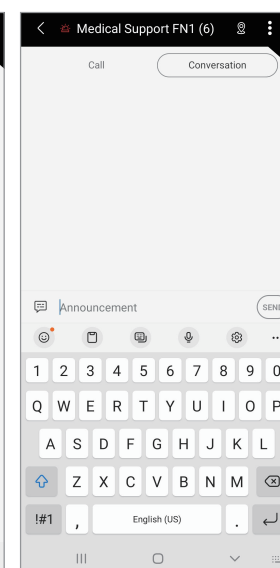 Medical Support FN1 (6)
Call Conversation
Announcement SEND
1 2 3 4 5 6 7 8 9 0
Q W E R T Y U I O P
A S D F G H J K L
Z X C V B N M
!#1 , English (US) .